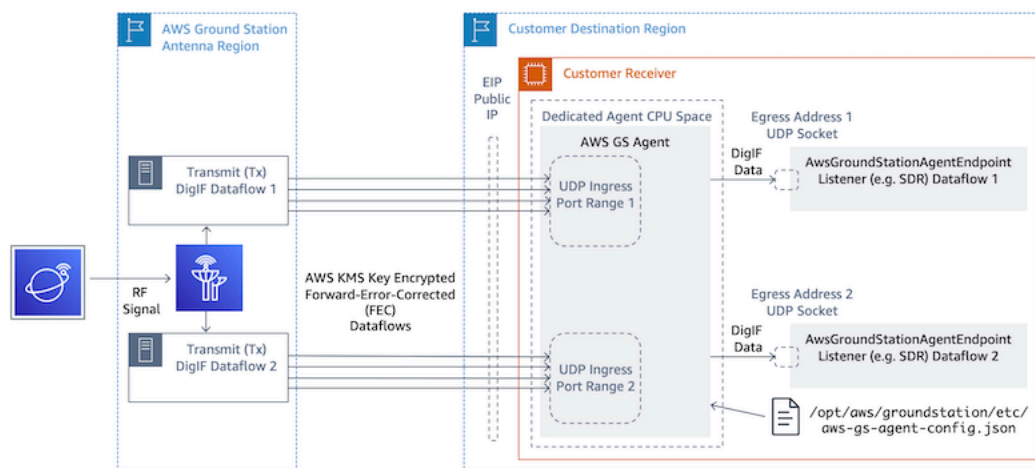 AWS Ground Station
Antenna Region
Customer Destination Region
Customer Receiver
EIP
Public
IP
Dedicated Agent CPU Space
AWS GS Agent
Egress Address 1
UDP Socket
Transmit (Tx)
DigIF Dataflow 1
UDP Ingress
Port Range 1
DigIF
Data
AwsGroundStationAgentEndpoint
Listener (e.g. SDR) Dataflow 1
RF
Signal
AWS KMS Key Encrypted
Forward-Error-Corrected
(FEC)
Dataflows
Egress Address 2
UDP Socket
Transmit (Tx)
DigIF Dataflow 2
UDP Ingress
Port Range 2
DigIF
Data
AwsGroundStationAgentEndpoint
Listener (e.g. SDR) Dataflow 2
/opt/aws/groundstation/etc/
aws-gs-agent-config.json